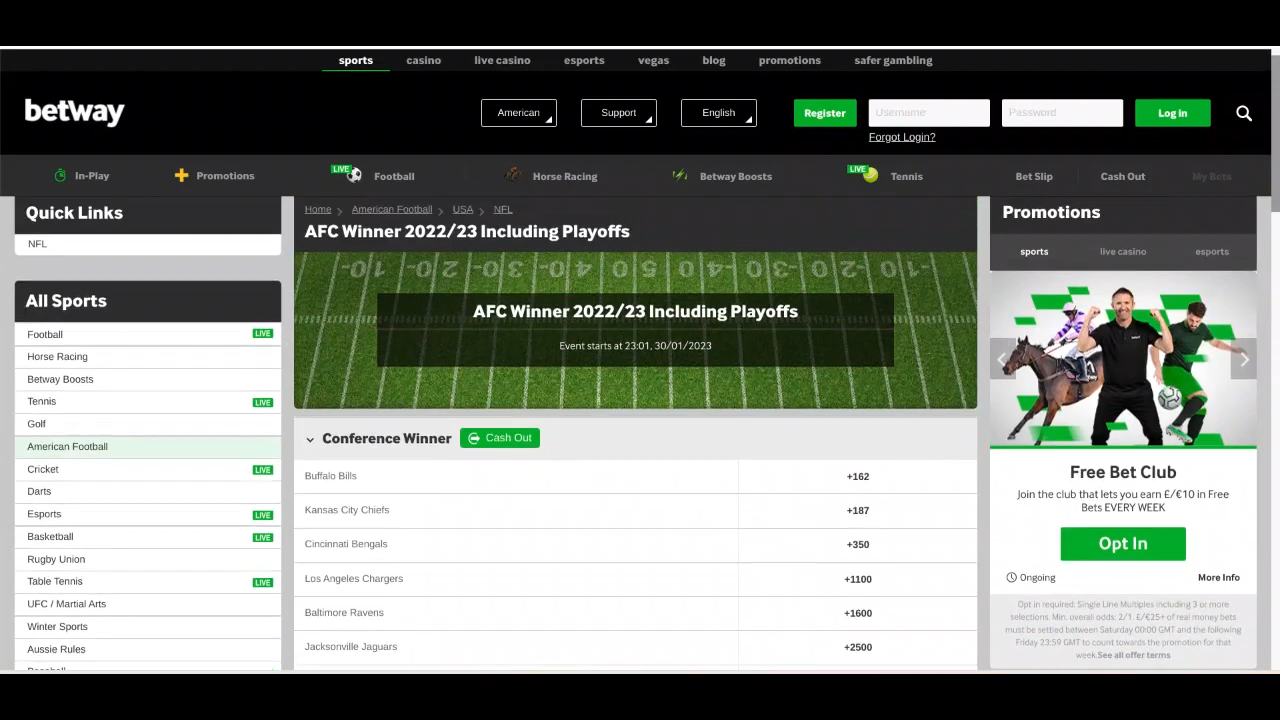 sports casino live casino esports vegas blog promotions safer gambling
betway
American Support English Register Username Password Log in
Forgot Login?
In-Play Promotions LIVE Football Horse Racing Betway Boosts LIVE Tennis Bet Slip Cash Out My Bets
Quick Links
NFL
All Sports
Football LIVE
Horse Racing
Betway Boosts
Tennis LIVE
Golf
American Football
Cricket LIVE
Darts
Esports LIVE
Basketball LIVE
Rugby Union
Table Tennis LIVE
UFC / Martial Arts
Winter Sports
Aussie Rules
Home American Football USA NFL
AFC Winner 2022/23 Including Playoffs
AFC Winner 2022/23 Including Playoffs
Event starts at 23:01, 30/01/2023
Conference Winner Cash Out
Buffalo Bills +162
Kansas City Chiefs +187
Cincinnati Bengals +350
Los Angeles Chargers +1100
Baltimore Ravens +1600
Jacksonville Jaguars +2500
Promotions
sports live casino esports
Free Bet Club
Join the club that lets you earn £/€10 in Free
Bets EVERY WEEK
Opt In
Ongoing More Info
Opt in required: Single Line Multiples including 3 or more
selections. Min. overall odds: 2/1. £/€25+ of real money bets
must be settled between Saturday 00:00 GMT and the following
Friday 23:59 GMT to count towards the promotion for that
week.See all offer terms